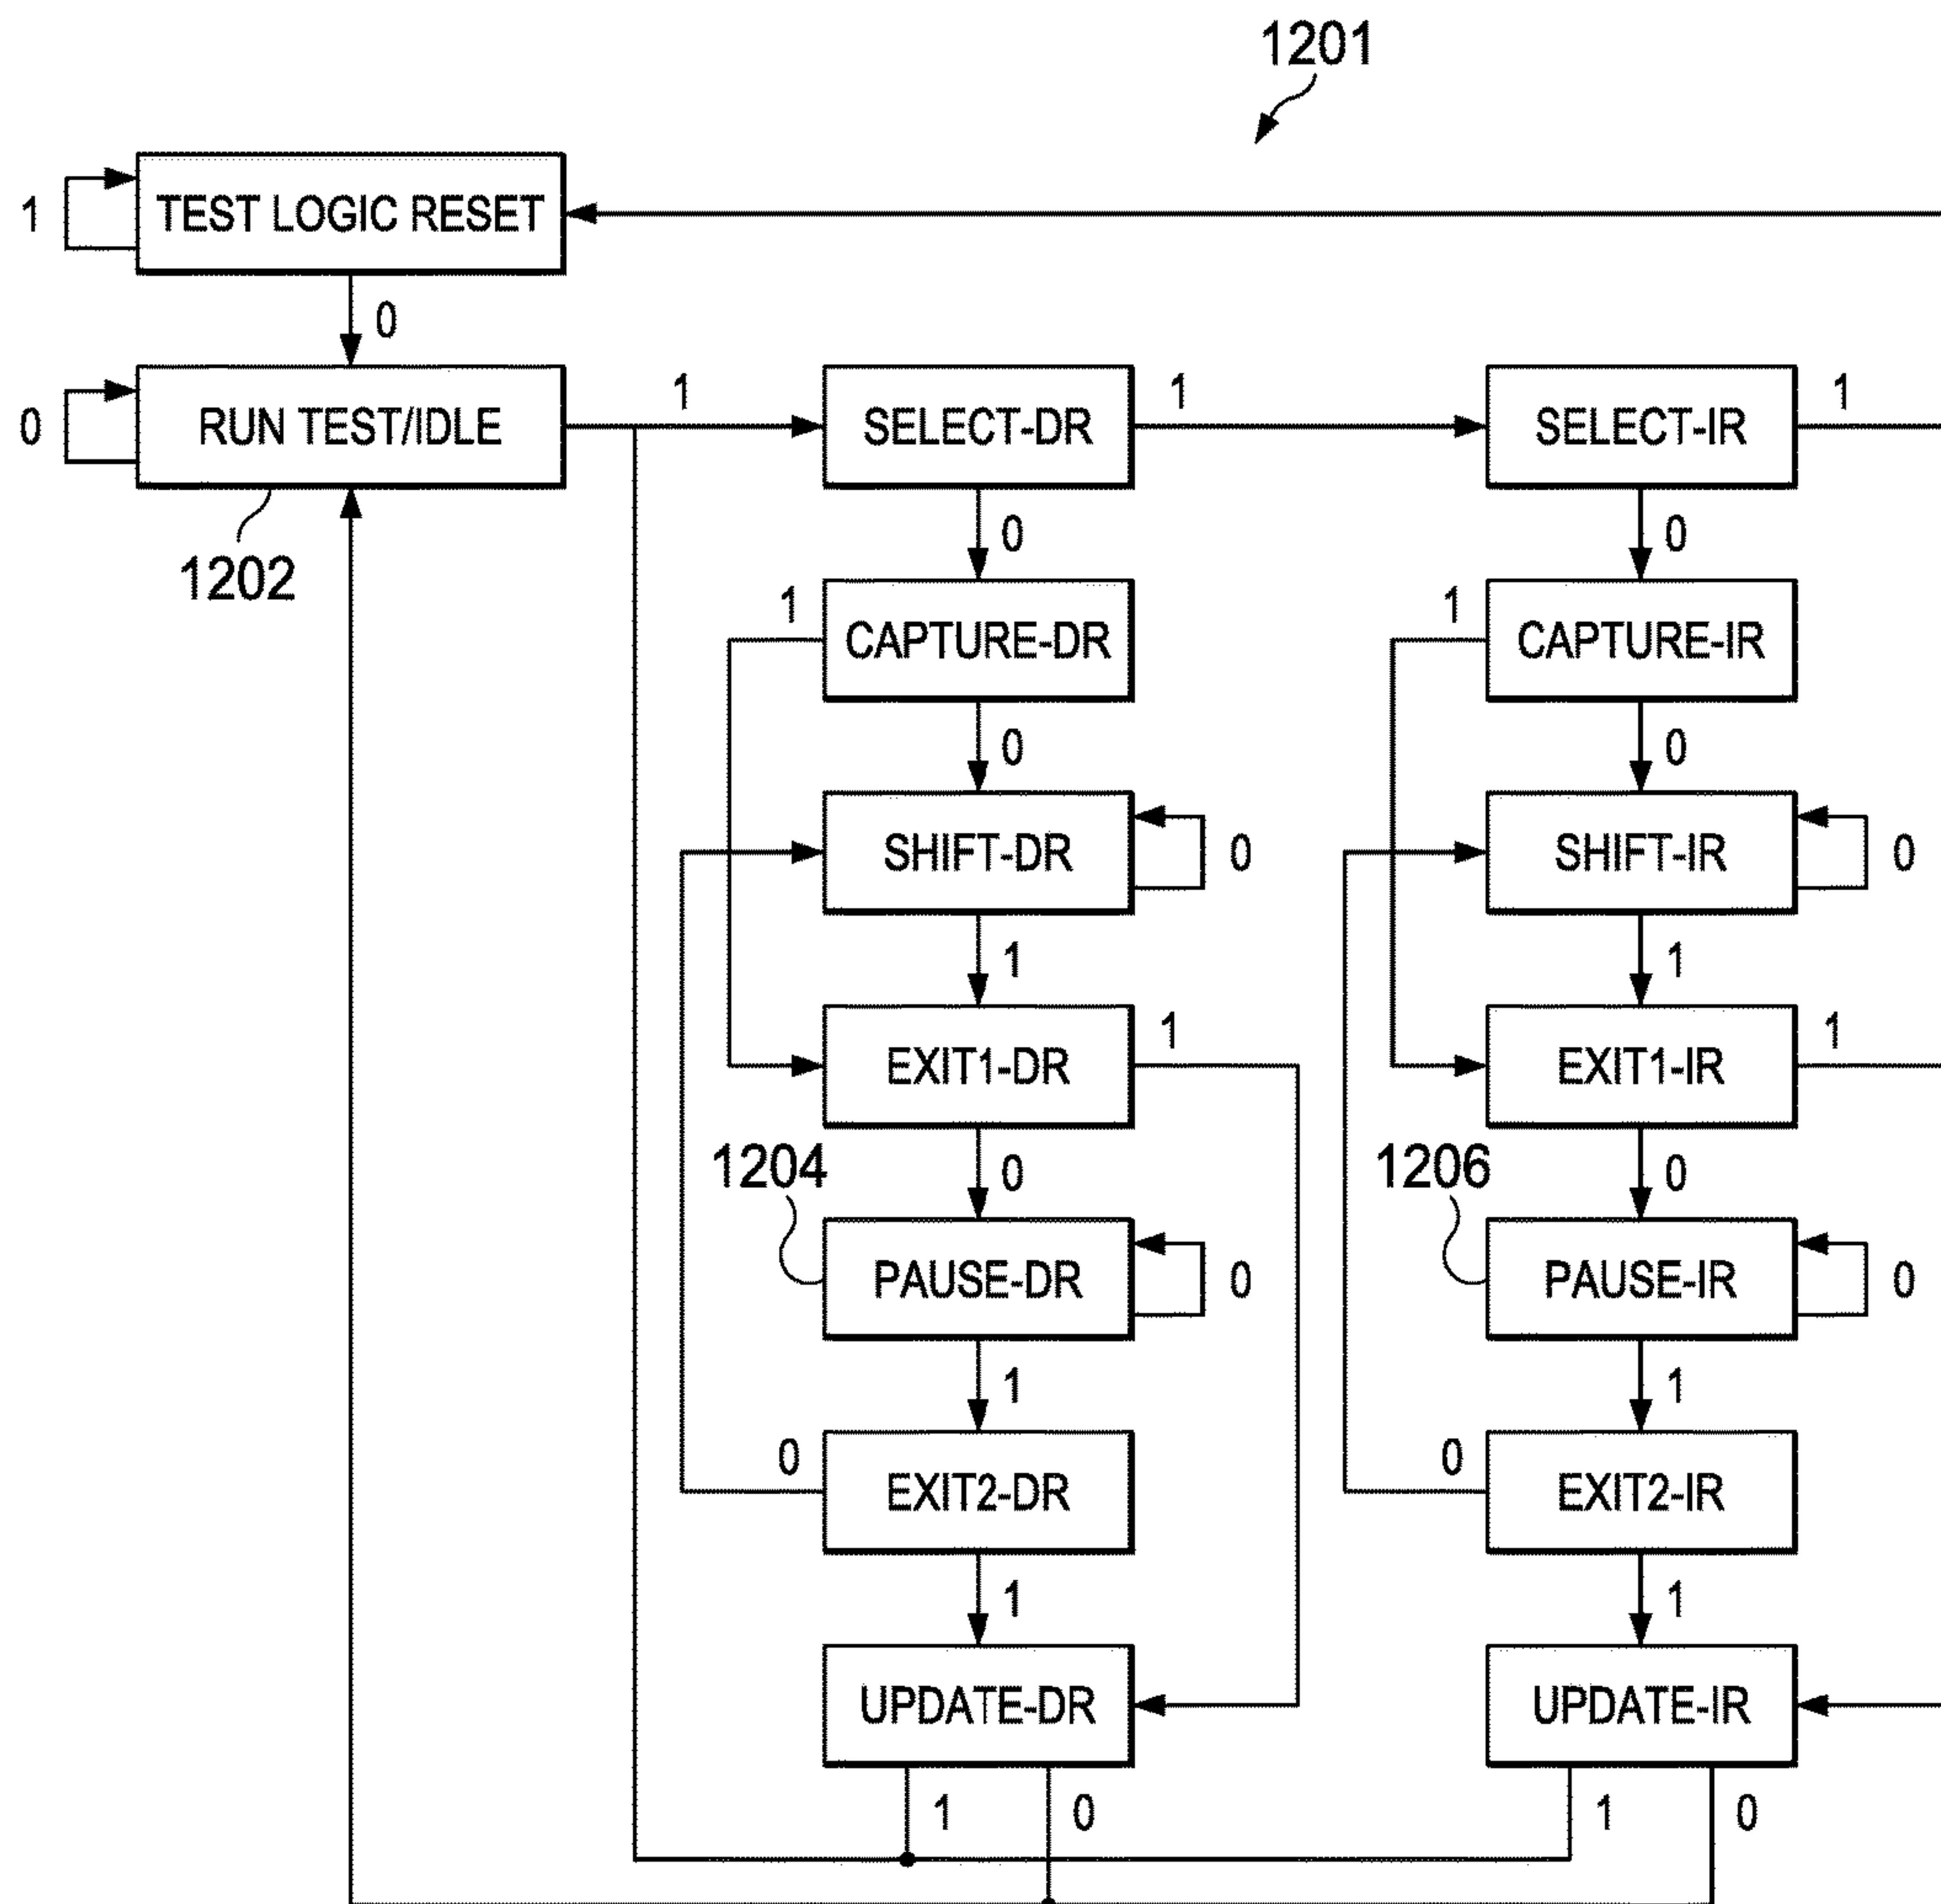 1201
1 TEST LOGIC RESET
0
0 RUN TEST/IDLE 1 SELECT-DR 1 SELECT-IR 1
1202
0 0
1 CAPTURE-DR 1 CAPTURE-IR
0 0
SHIFT-DR 0 SHIFT-IR 0
1 1
EXIT1-DR 1 EXIT1-IR 1
1204 0 1206 0
PAUSE-DR 0 PAUSE-IR 0
1 1
0 EXIT2-DR 0 EXIT2-IR
1 1
UPDATE-DR UPDATE-IR
1 0 1 0